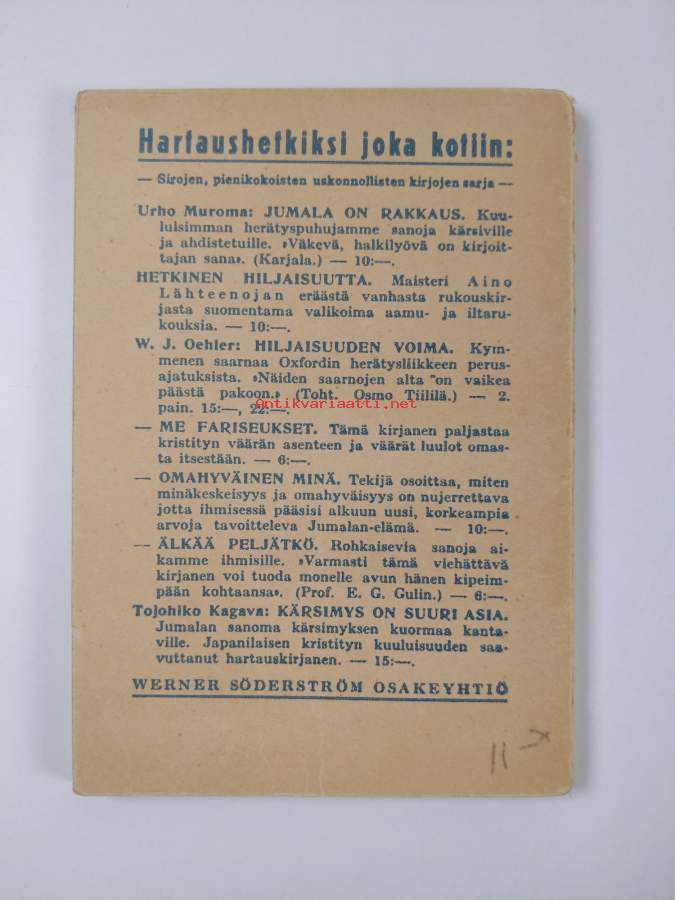 Hartaushetkiksi joka kotiin:
— Sirojen, pienikokoisten uskonnollisten kirjojen sarja —
Urho Muroma: JUMALA ON RAKKAUS. Kuu-
luisimman herätyspuhujamme sanoja kärsiville
ja ahdistetuille. »Väkevä, halkilyövä on kirjoit-
tajan sana». (Karjala.) — 10:—.
HETKINEN HILJAISUUTTA. Maisteri Aino
Lähteenojan eräästä vanhasta rukouskir-
jasta suomentama valikoima aamu- ja iltaru-
kouksia. — 10:—.
W. J. Oehler: HILJAISUUDEN VOIMA. Kym-
menen saarnaa Oxfordin herätysliikkeen perus-
ajatuksista. »Näiden saarnojen alta on vaikea
päästä pakoon.» (Toht. Osmo Tiililä.) — 2.
Antikvariaatti.net
pain. 15:—, 22:—.
— ME FARISEUKSET. Tämä kirjanen paljastaa
kristityn väärän asenteen ja väärät luulot omas-
ta itsestään. — 6:—.
— OMAHYVÄINEN MINÄ. Tekijä osoittaa, miten
minäkeskeisyys ja omahyväisyys on nujerrettava
jotta ihmisessä pääsisi alkuun uusi, korkeampia
arvoja tavoitteleva Jumalan-elämä. — 10:—.
— ÄLKÄÄ PELJÄTKÖ. Rohkaisevia sanoja ai-
kamme ihmisille. »Varmasti tämä viehättävä
kirjanen voi tuoda monelle avun hänen kipeim-
pään kohtaansa». (Prof. E. G. Gulin.) — 6:—.
Tojohiko Kagava: KÄRSIMYS ON SUURI ASIA.
Jumalan sanoma kärsimyksen kuormaa kanta-
ville. Japanilaisen kristityn kuuluisuuden saa-
vuttanut hartauskirjanen. — 15:—.
WERNER SÖDERSTRÖM OSAKEYHTIÖ